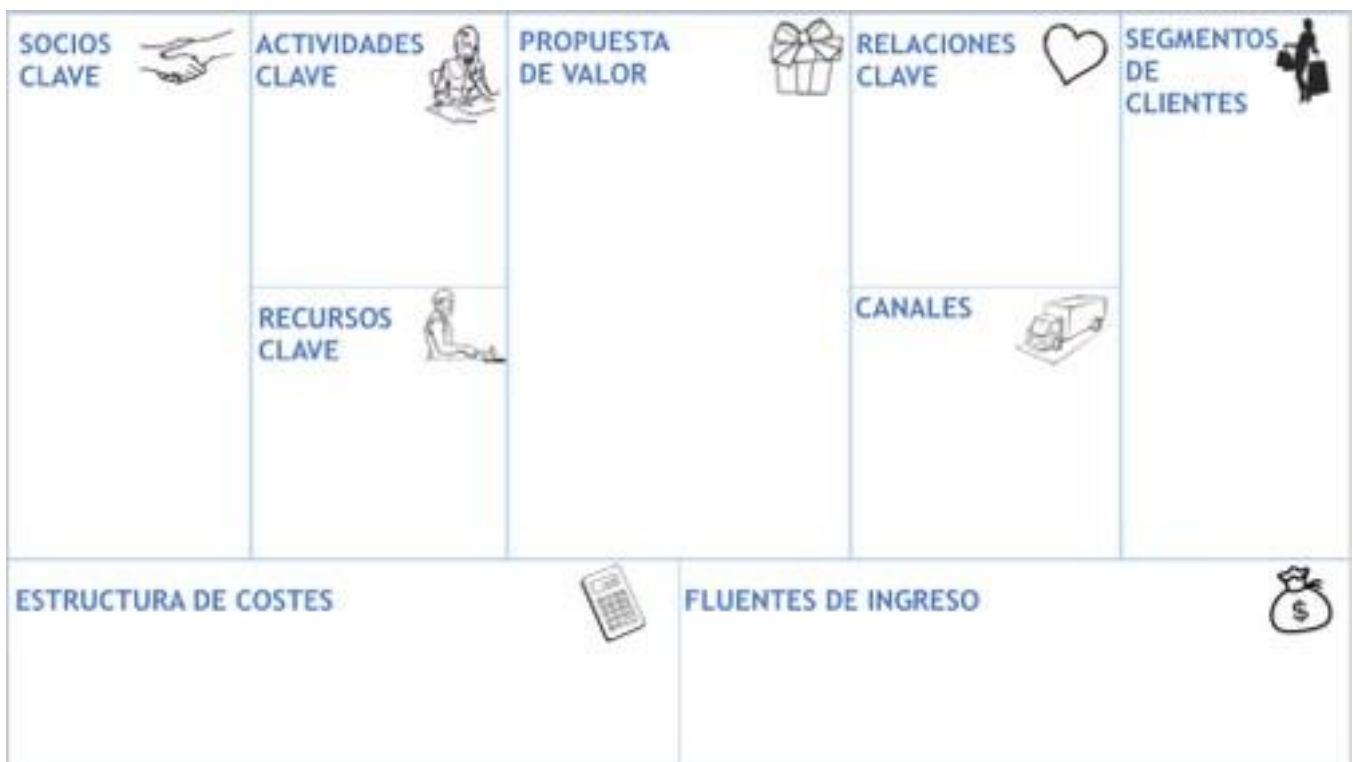 SOCIOS
CLAVE
ACTIVIDADES
CLAVE
PROPUESTA
DE VALOR
RELACIONES
CLAVE
SEGMENTOS
DE
CLIENTES
RECURSOS
CLAVE
CANALES
ESTRUCTURA DE COSTES
FLUENTES DE INGRESO
$